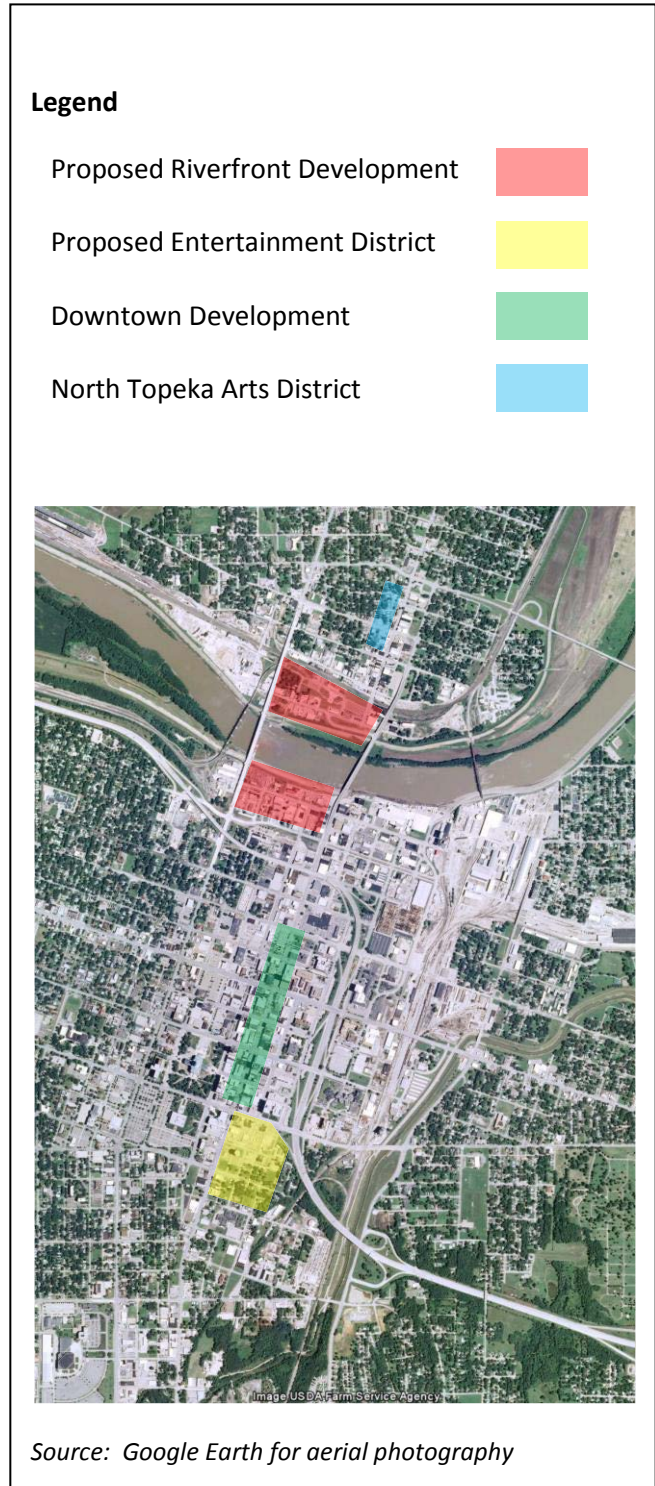 Legend
Proposed Riverfront Development
Proposed Entertainment District
Downtown Development
North Topeka Arts District
Image USDA Farm Service Agency
Source: Google Earth for aerial photography